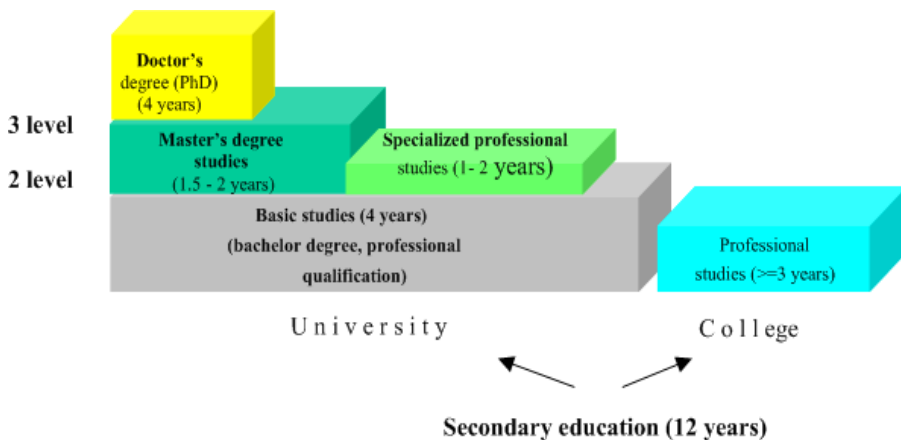 Doctor's
degree (PhD)
(4 years)
3 level
Master's degree
studies
(1.5 - 2 years)
Specialized professional
studies (1- 2 years)
2 level
Basic studies (4 years)
(bachelor degree, professional
qualification)
Professional
studies (>=3 years)
University
College
Secondary education (12 years)